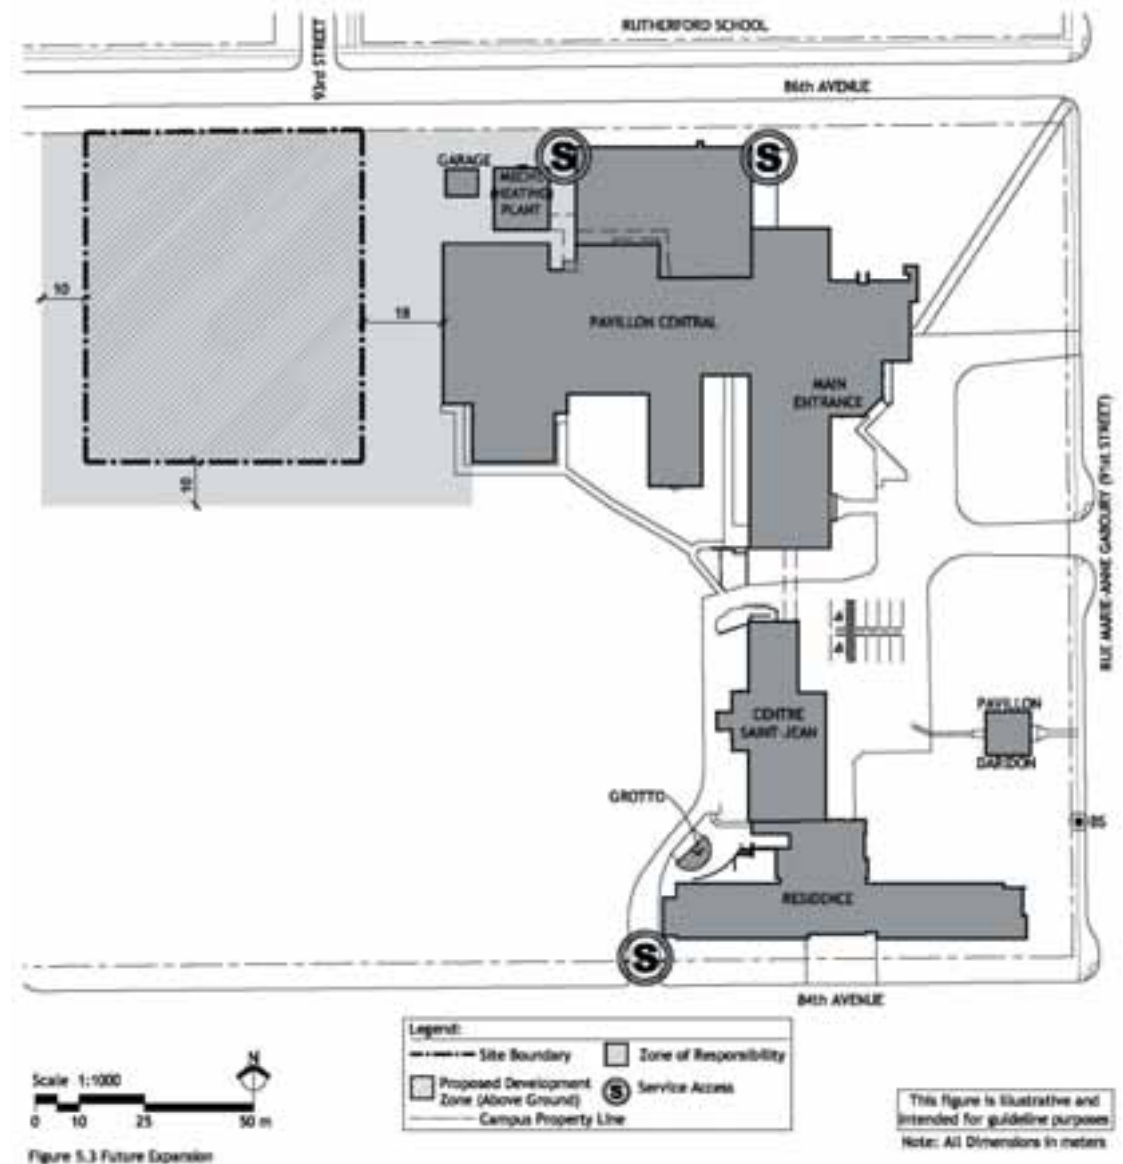 RUTHERFORD SCHOOL
93rd STREET
86th AVENUE
S
S
GARAGE
MECH'L
(HEATING)
PLANT
10
18
PAVILLON CENTRAL
MAIN
ENTRANCE
10
RUE MARIE-ANNE GABOURY (91st STREET)
CENTRE
SAINT-JEAN
PAVILLON
DARIDON
GROTTO
BS
RESIDENCE
S
84th AVENUE
Legend:
Site Boundary
Zone of Responsibility
Proposed Development
Zone (Above Ground)
S
Service Access
Campus Property Line
N
Scale 1:1000
0 10 25 50 m
This figure is illustrative and
intended for guideline purposes
Note: All Dimensions in meters
Figure 5.3 Future Expansion